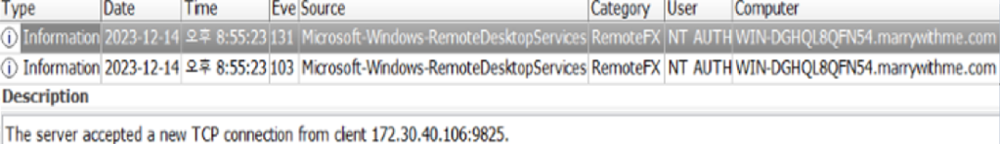 Type Date Time Eve Source Category User Computer
Information 2023-12-14 오후 8:55:23 131 Microsoft-Windows-RemoteDesktopServices RemoteFX NT AUTH WIN-DGHQL8QFN54.marrywithme.com
Information 2023-12-14 오후 8:55:23 103 Microsoft-Windows-RemoteDesktopServices RemoteFX NT AUTH WIN-DGHQL8QFN54.marrywithme.com
Description
The server accepted a new TCP connection from client 172.30.40.106:9825.